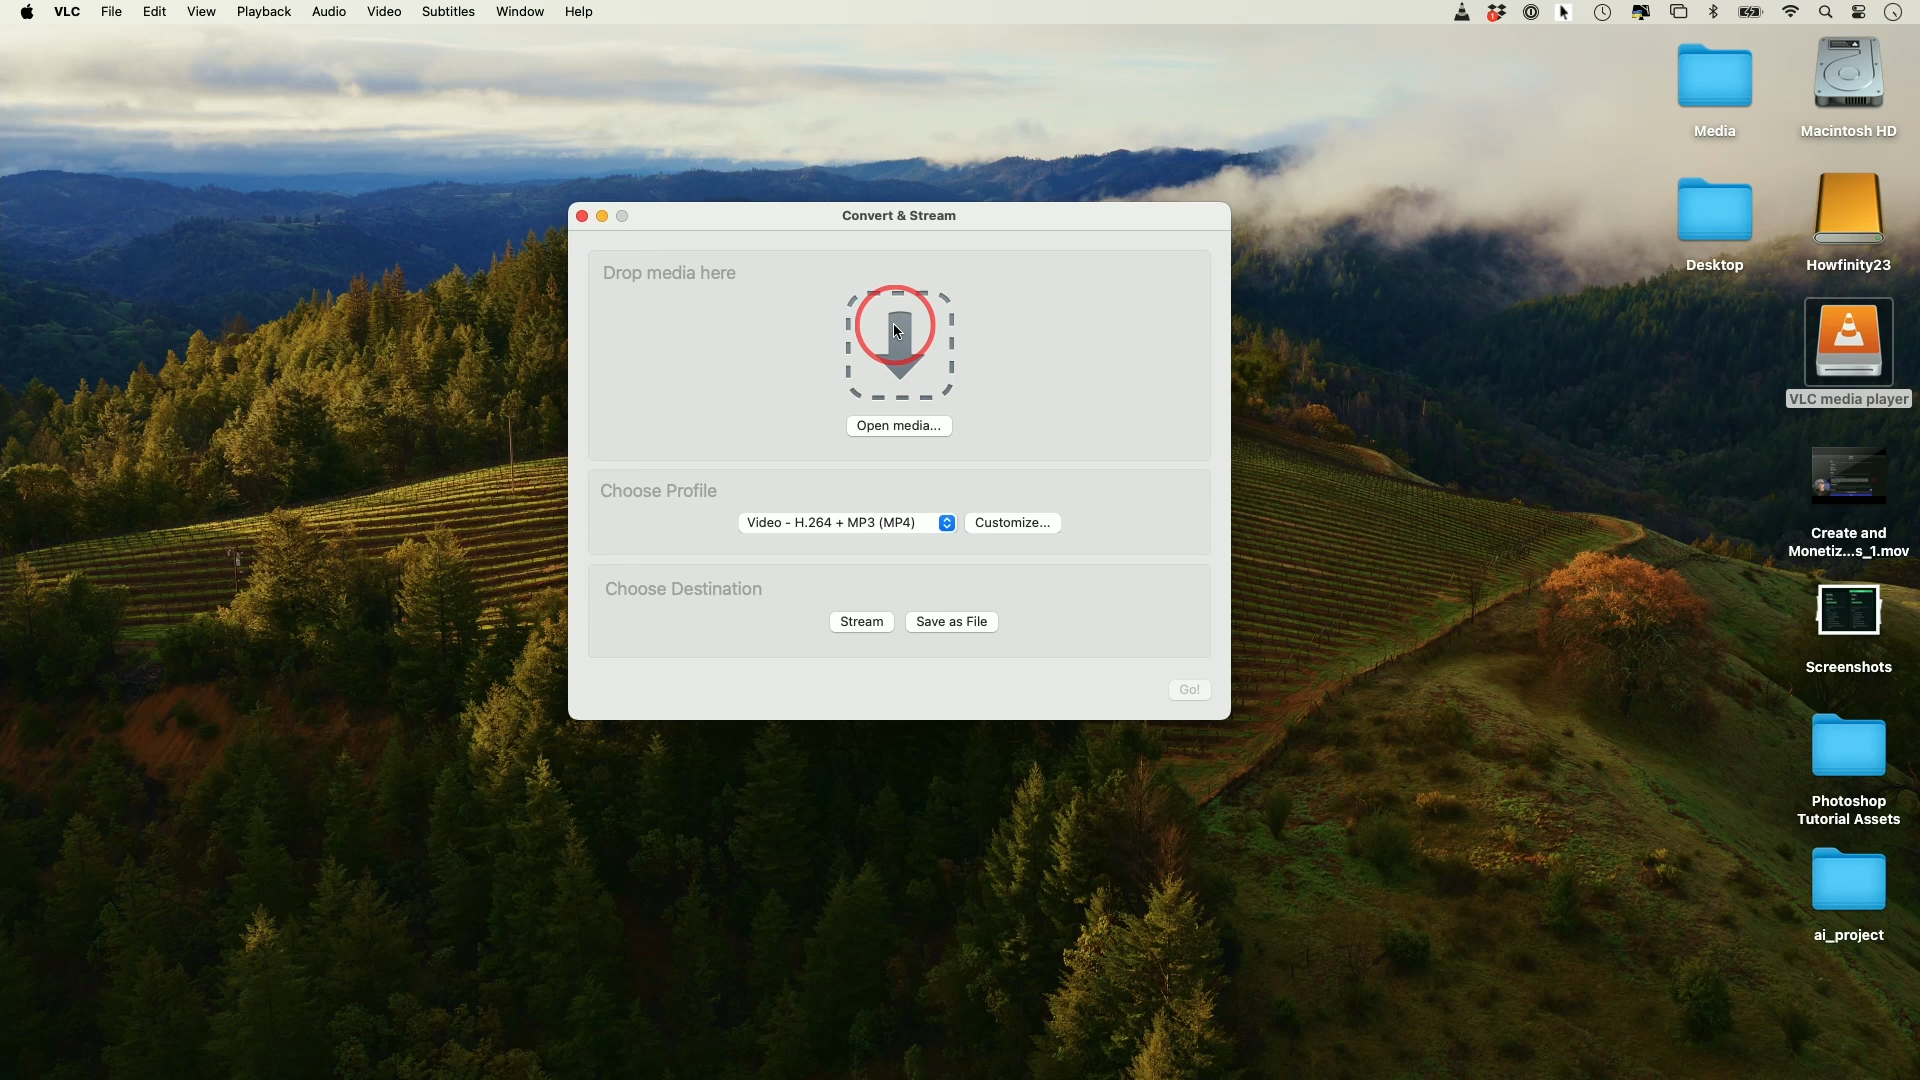 VLC File Edit View Playback Audio Video Subtitles Window Help
1
Media
Macintosh HD
Desktop
Howfinity23
VLC media player
Create and
Monetiz...s_1.mov
Screenshots
Photoshop
Tutorial Assets
ai_project
Convert & Stream
Drop media here
Open media...
Choose Profile
Video - H.264 + MP3 (MP4) Customize...
Choose Destination
Stream Save as File
Go!